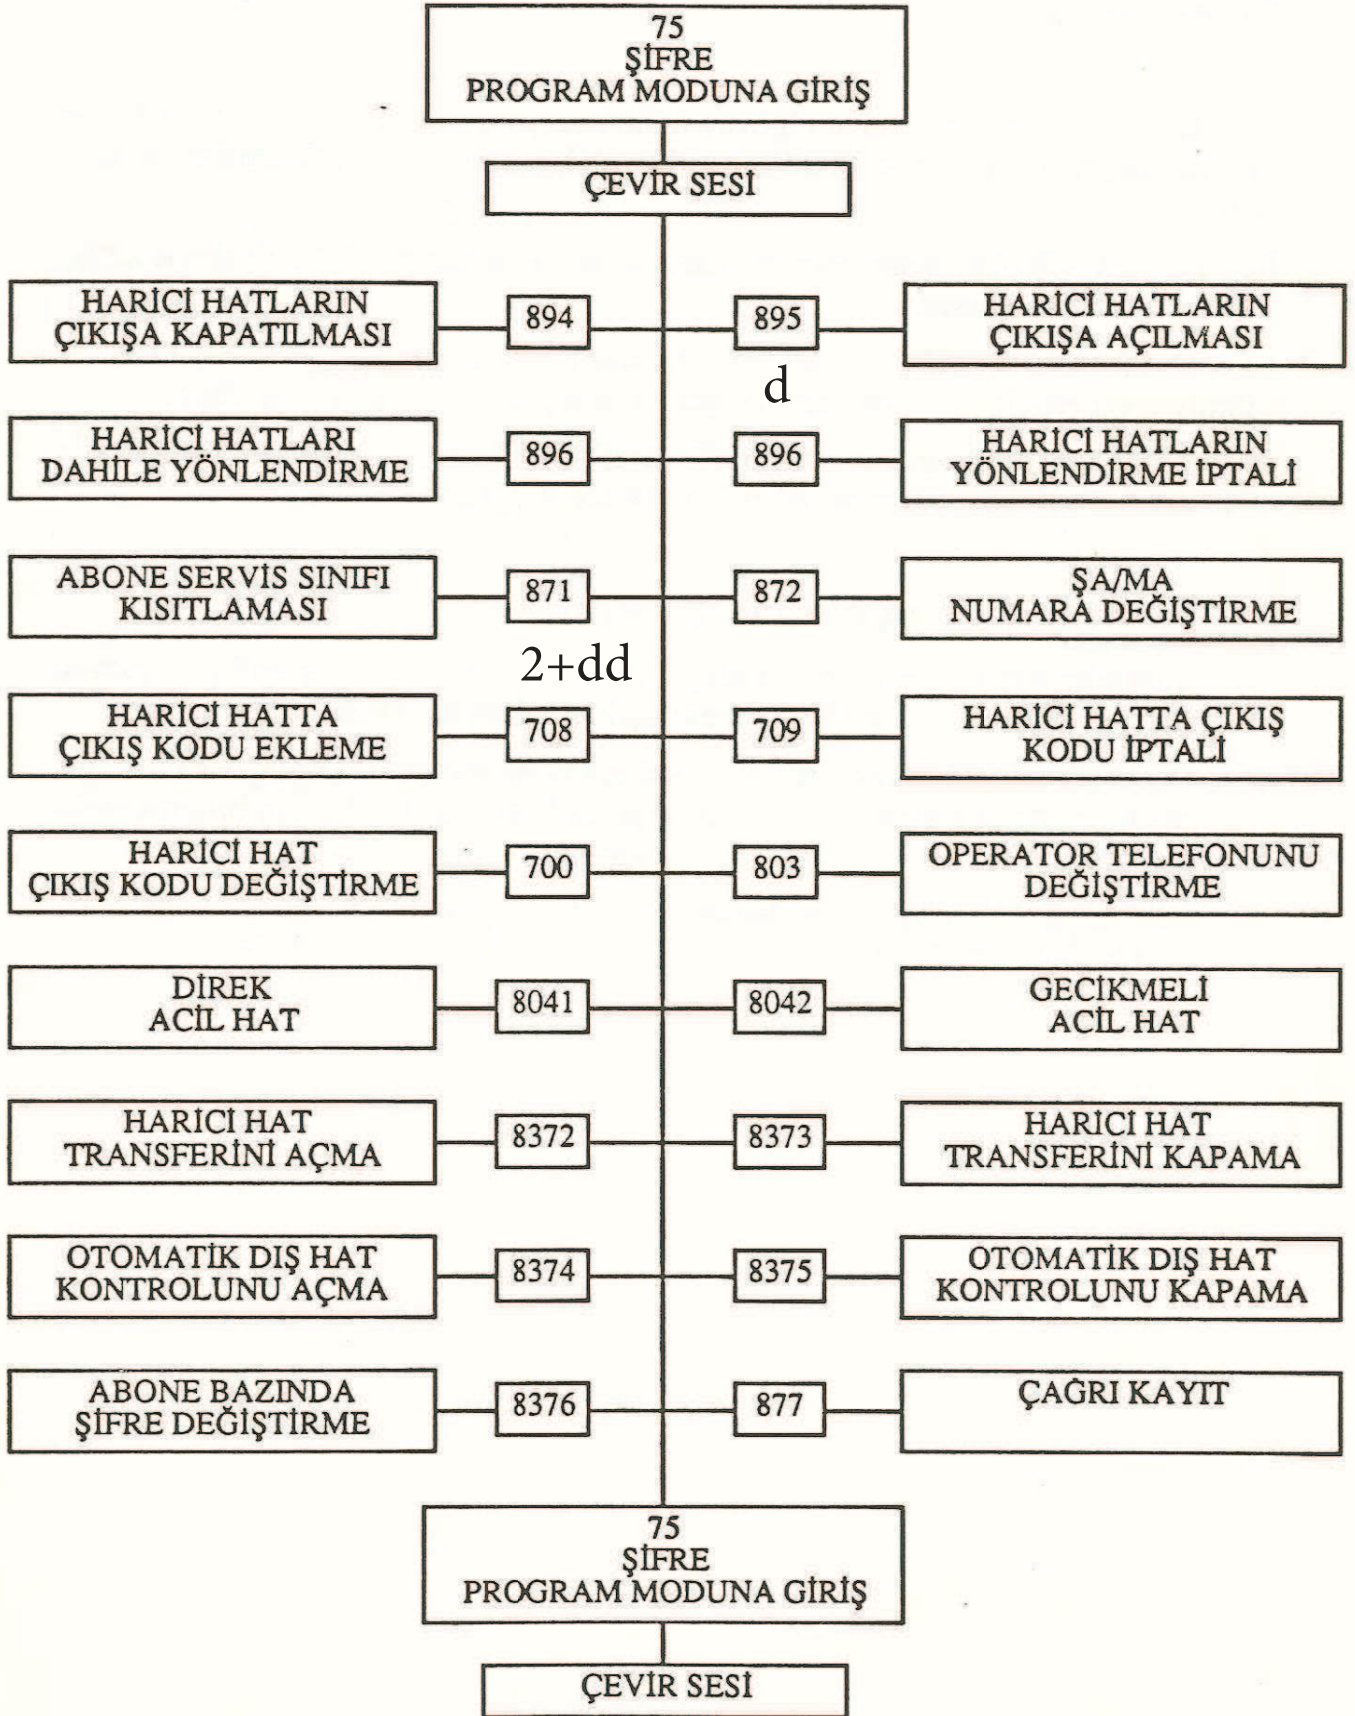 75
ŞİFRE
PROGRAM MODUNA GİRİŞ
ÇEVİR SESİ
HARİCİ HATLARIN
ÇIKIŞA KAPATILMASI
894
895
HARİCİ HATLARIN
ÇIKIŞA AÇILMASI
d
HARİCİ HATLARI
DAHİLE YÖNLENDİRME
896
896
HARİCİ HATLARIN
YÖNLENDİRME İPTALİ
ABONE SERVİS SINIFI
KISITLAMASI
871
872
ŞA/MA
NUMARA DEĞİŞTİRME
2+dd
HARİCİ HATTA
ÇIKIŞ KODU EKLEME
708
709
HARİCİ HATTA ÇIKIŞ
KODU İPTALİ
HARİCİ HAT
ÇIKIŞ KODU DEĞİŞTİRME
700
803
OPERATOR TELEFONUNU
DEĞİŞTİRME
DİREK
ACİL HAT
8041
8042
GECİKMELİ
ACİL HAT
HARİCİ HAT
TRANSFERİNİ AÇMA
8372
8373
HARİCİ HAT
TRANSFERİNİ KAPAMA
OTOMATİK DIŞ HAT
KONTROLUNU AÇMA
8374
8375
OTOMATİK DIŞ HAT
KONTROLUNU KAPAMA
ABONE BAZINDA
ŞİFRE DEĞİŞTİRME
8376
877
ÇAĞRI KAYIT
75
ŞİFRE
PROGRAM MODUNA GİRİŞ
ÇEVİR SESİ